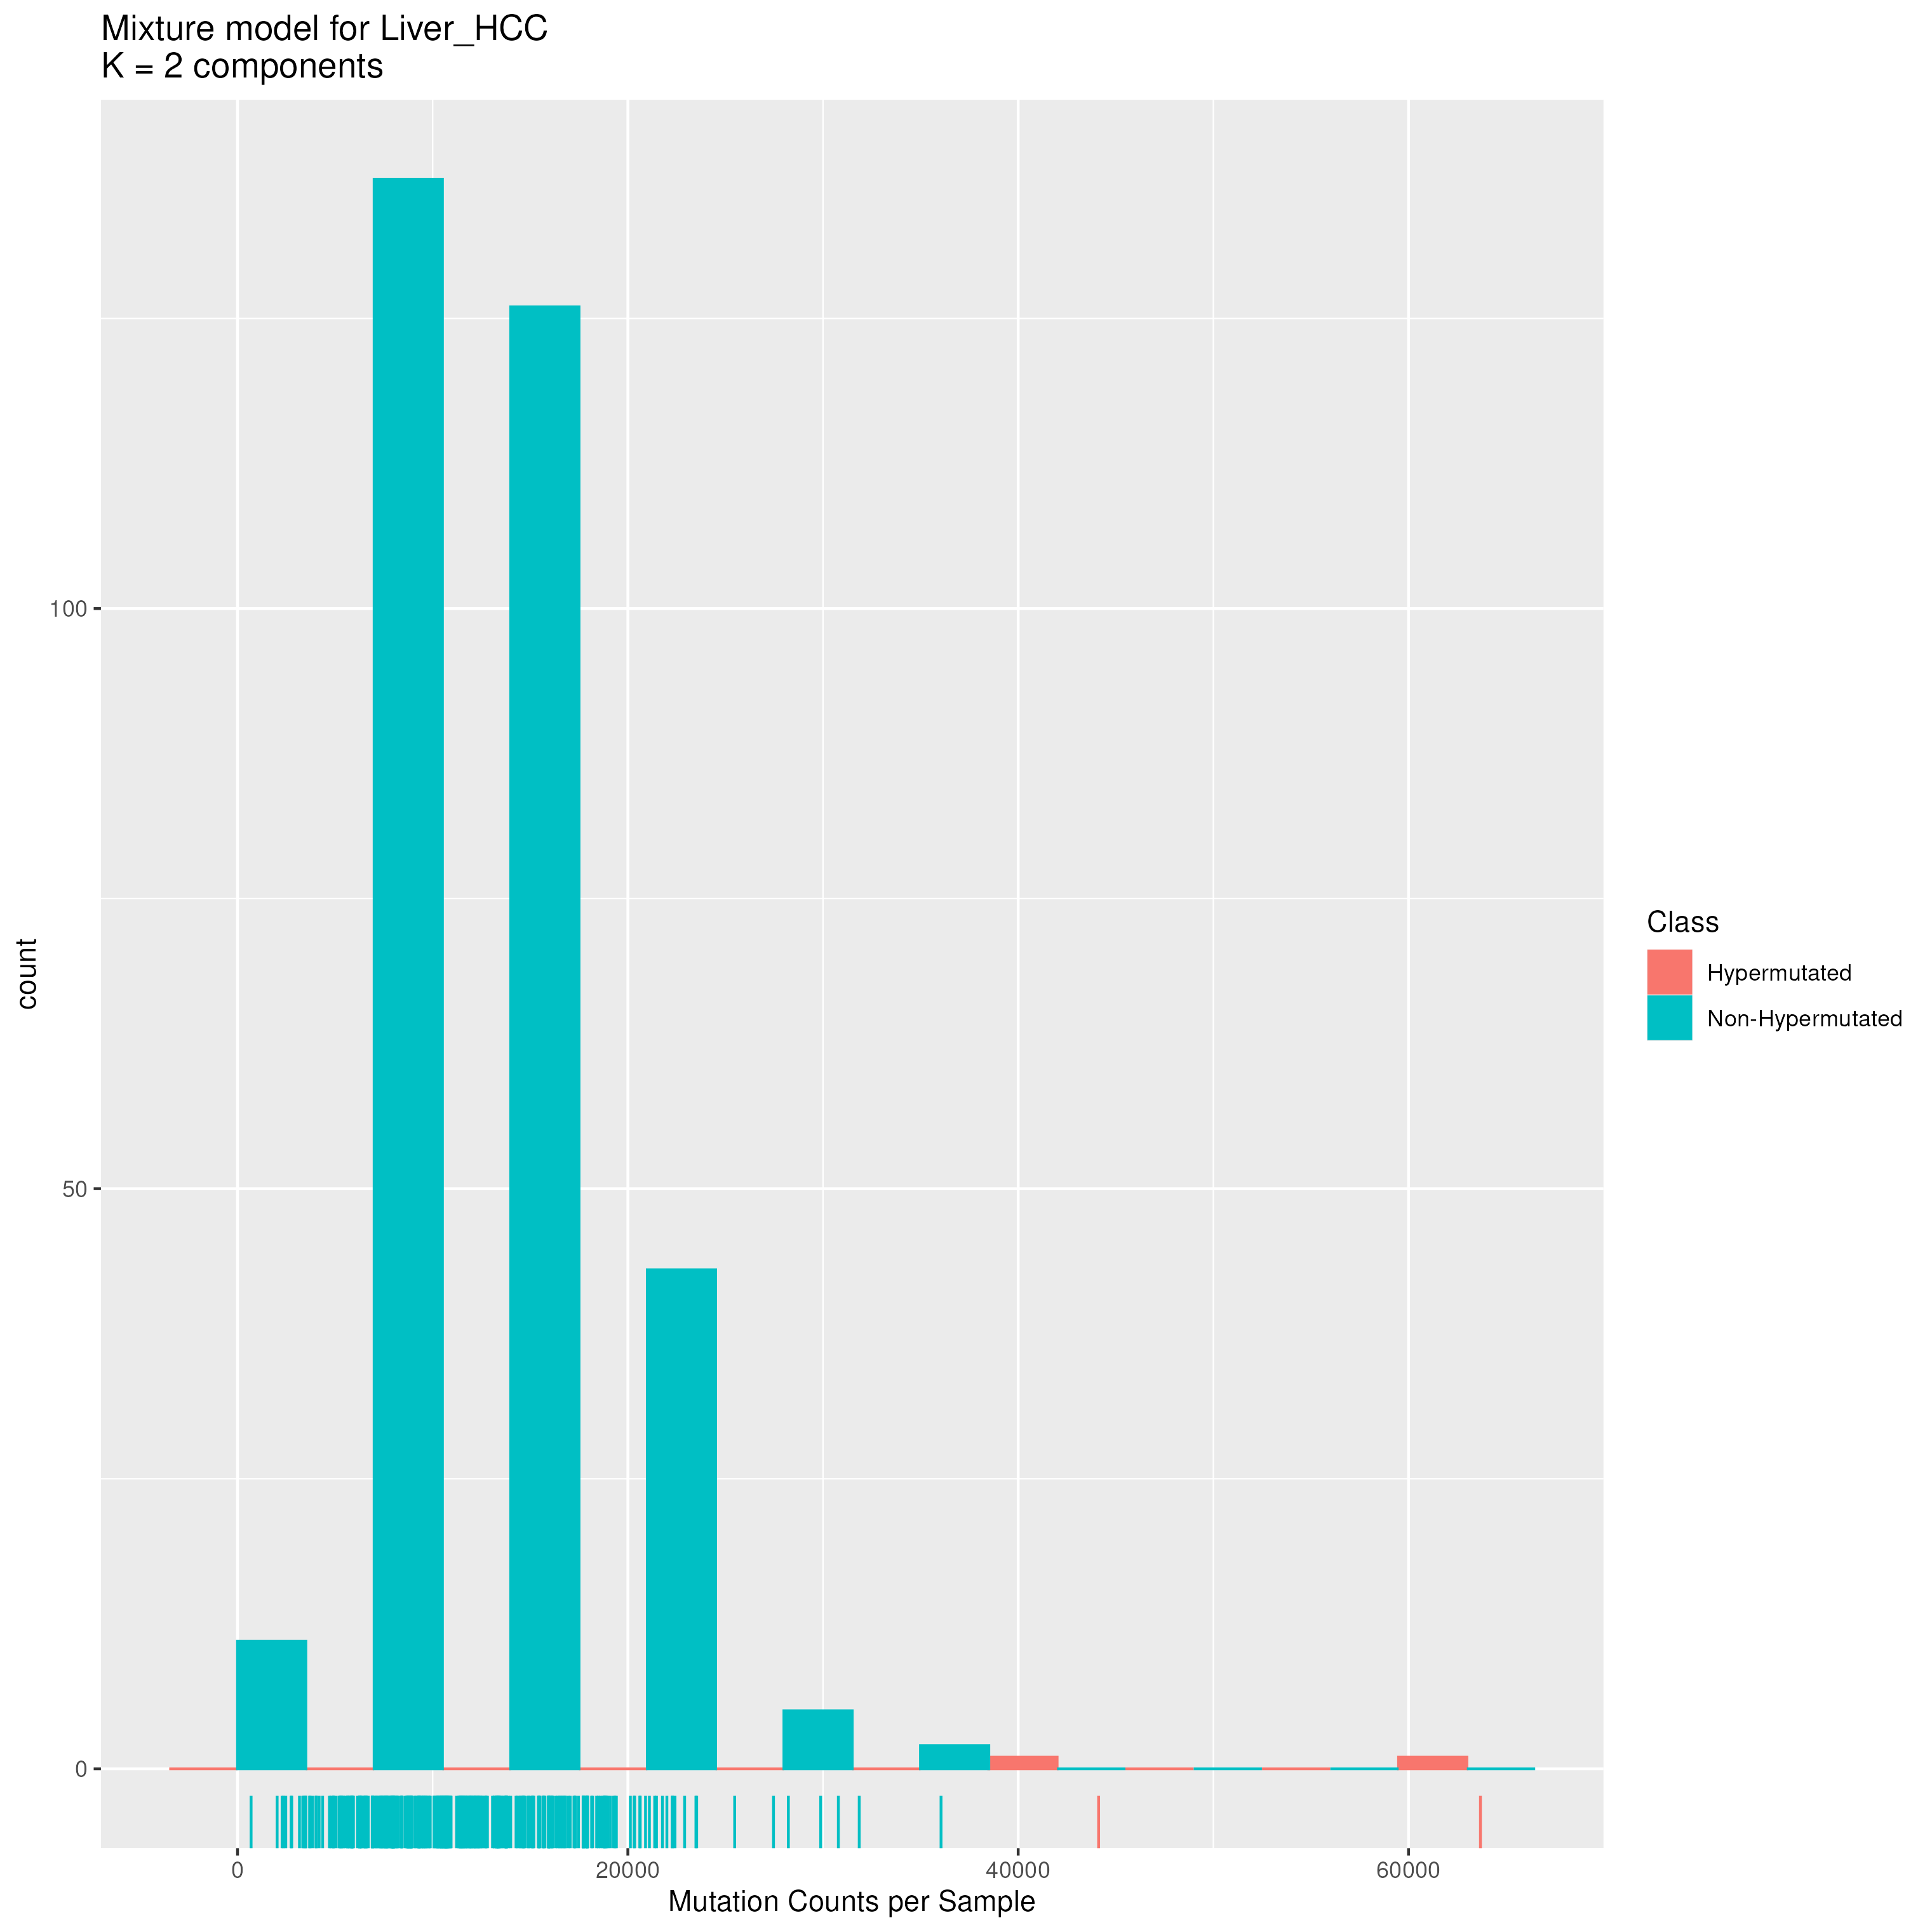 Mixture model for Liver_HCC
K = 2 components
100
50
0
count
0 20000 40000 60000
Mutation Counts per Sample
Class
Hypermutated
Non-Hypermutated